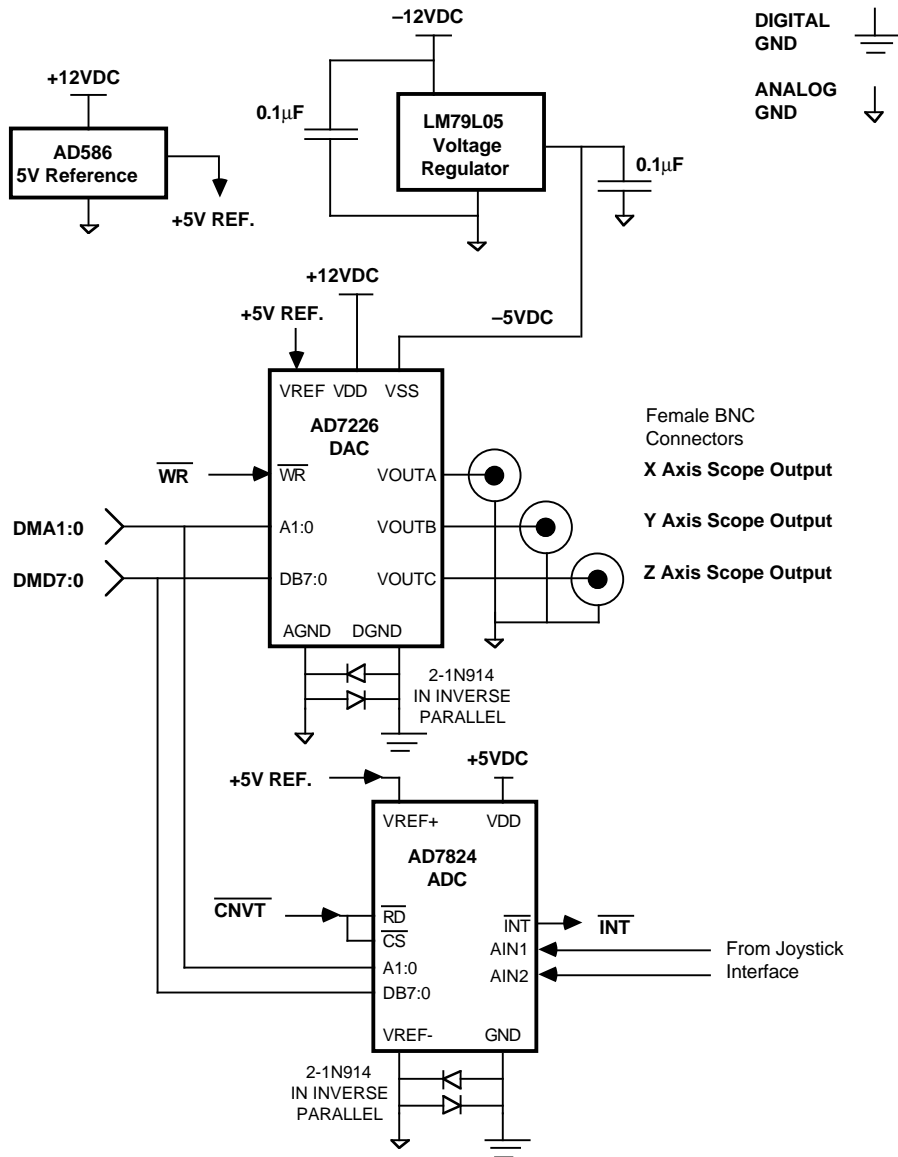 –12VDC
DIGITAL
GND
+12VDC
ANALOG
GND
0.1µF
LM79L05
Voltage
Regulator
AD586
5V Reference
0.1µF
+5V REF.
+12VDC
+5V REF.
–5VDC
VREF VDD VSS
AD7226
DAC
Female BNC
Connectors
WR
WR
VOUTA
X Axis Scope Output
DMA1:0
A1:0
VOUTB
Y Axis Scope Output
DMD7:0
DB7:0
VOUTC
Z Axis Scope Output
AGND DGND
2-1N914
IN INVERSE
PARALLEL
+5V REF.
+5VDC
VREF+ VDD
AD7824
ADC
CNVT
RD
CS
INT
INT
AIN1
AIN2
From Joystick
Interface
A1:0
DB7:0
VREF- GND
2-1N914
IN INVERSE
PARALLEL